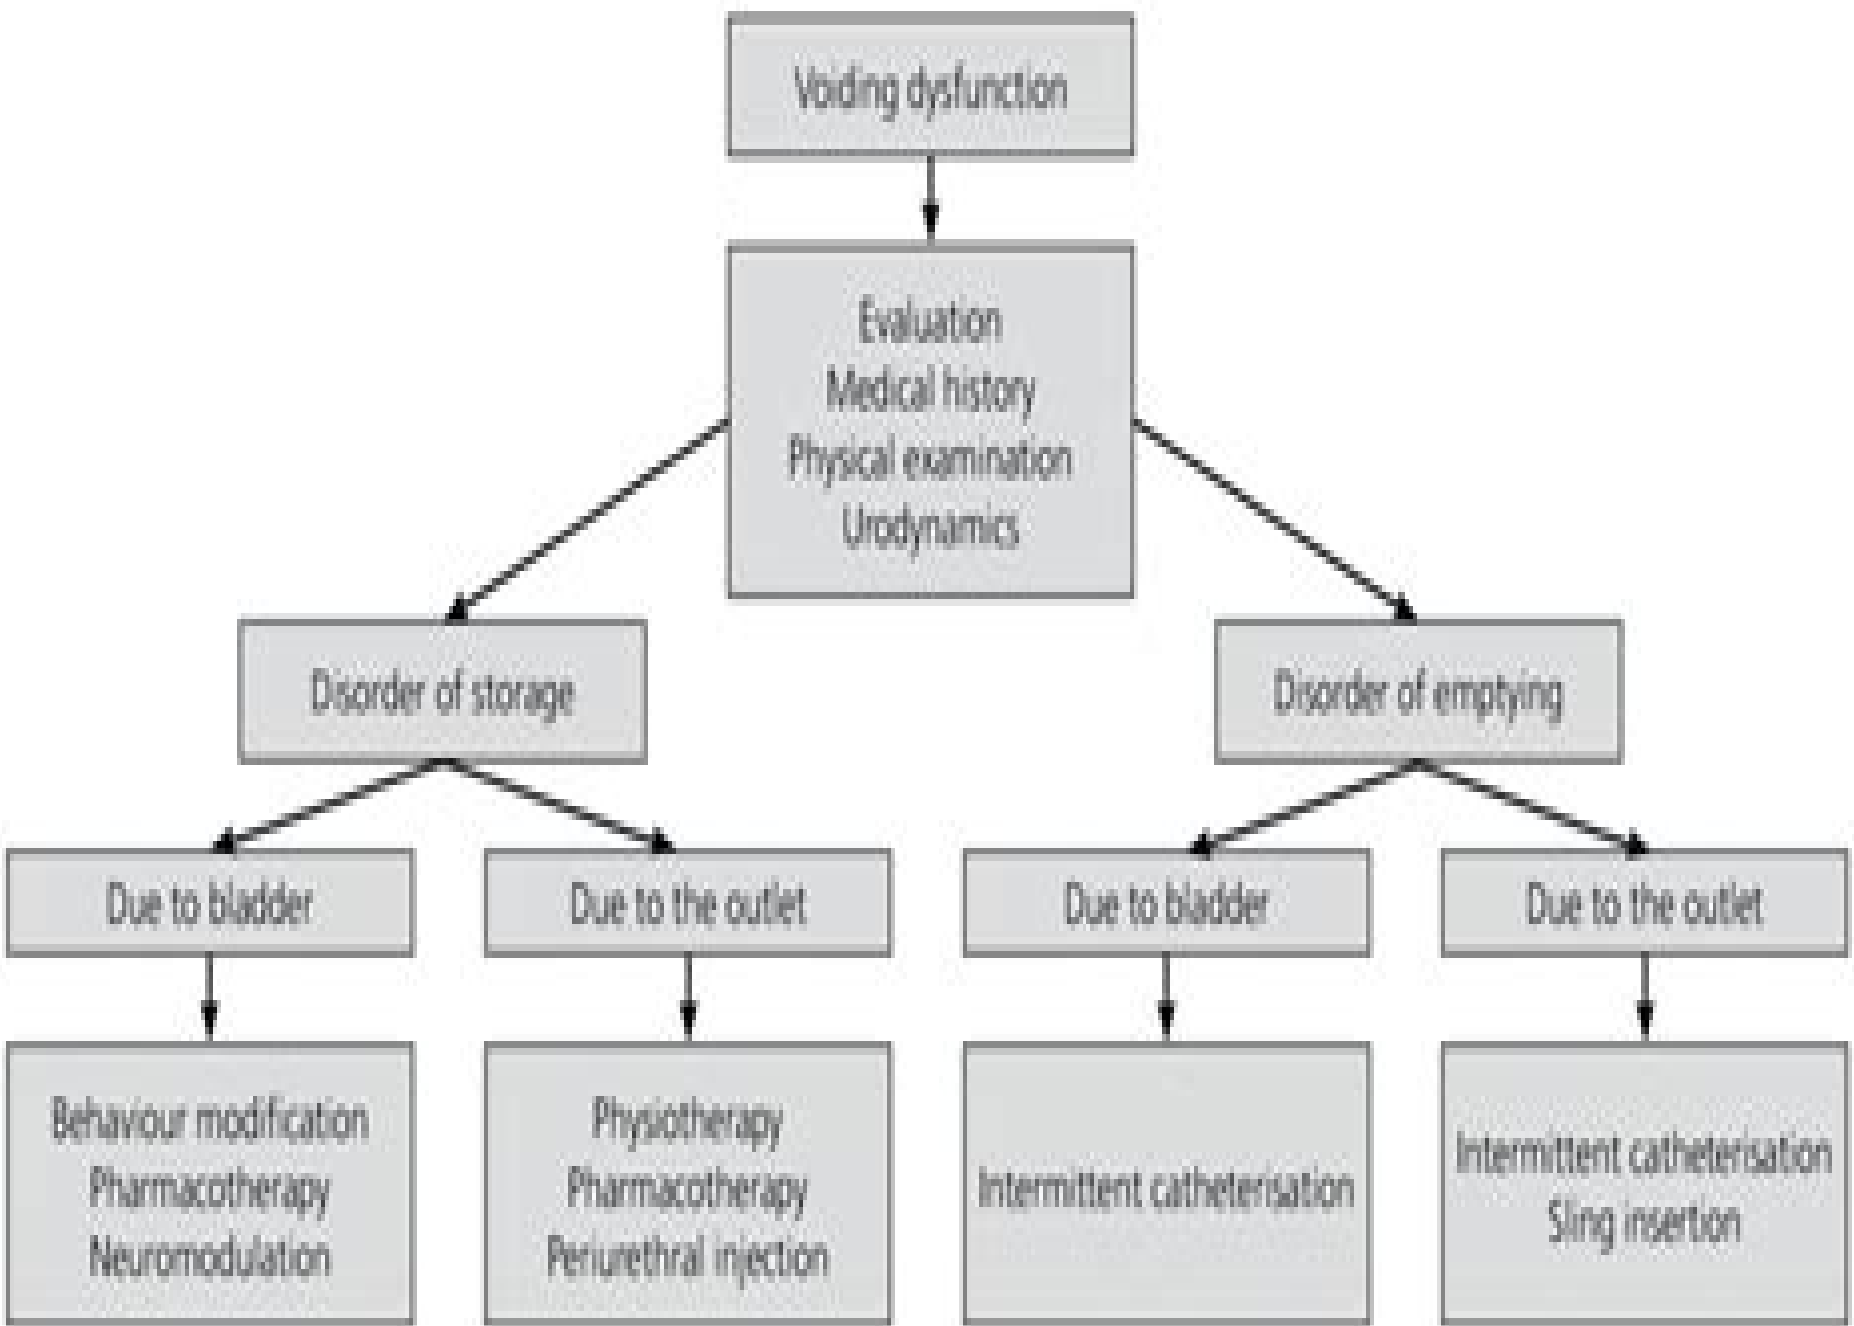 Voiding dysfunction
Evaluation
Medical history
Physical examination
Urodynamics
Disorder of storage
Disorder of emptying
Due to bladder
Due to the outlet
Due to bladder
Due to the outlet
Behaviour modification
Pharmacotherapy
Neuromodulation
Physiotherapy
Pharmacotherapy
Periurethral injection
Intermittent catheterisation
Intermittent catheterisation
Sling insertion